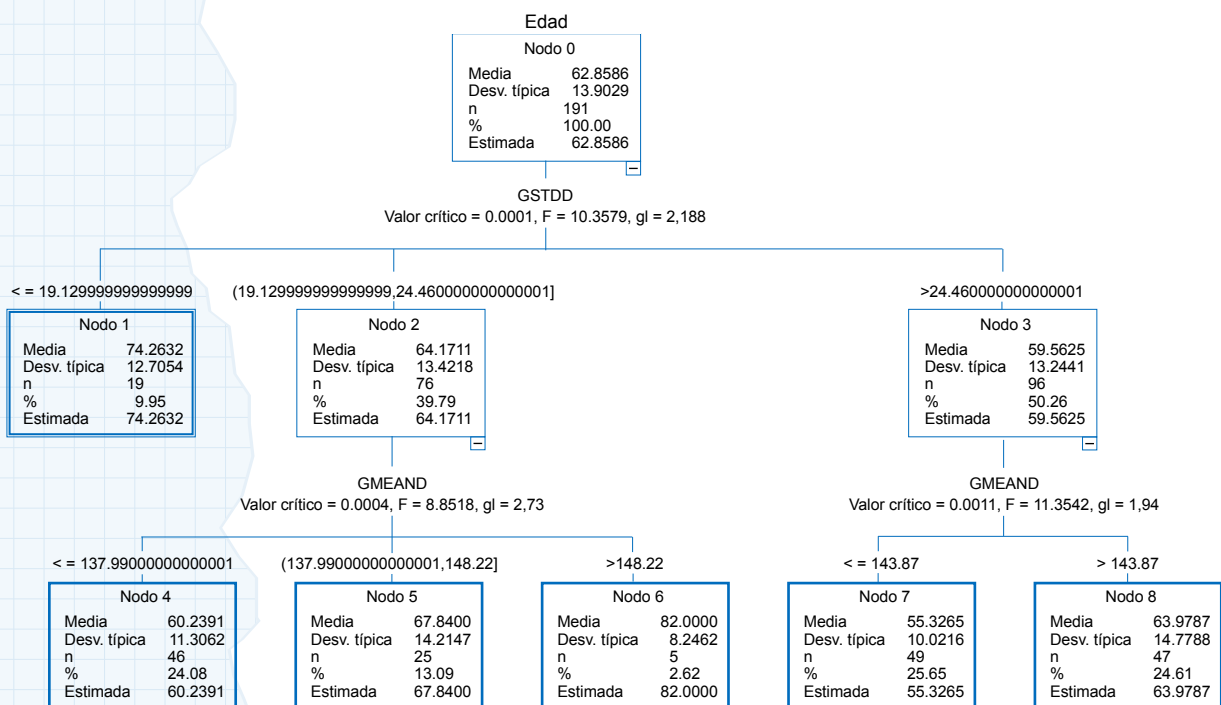 Edad
Nodo 0
Media 62.8586
Desv. típica 13.9029
n 191
% 100.00
Estimada 62.8586
GSTDD
Valor crítico = 0.0001, F = 10.3579, gl = 2,188
< = 19.129999999999999
Nodo 1
Media 74.2632
Desv. típica 12.7054
n 19
% 9.95
Estimada 74.2632
(19.129999999999999,24.460000000000001]
Nodo 2
Media 64.1711
Desv. típica 13.4218
n 76
% 39.79
Estimada 64.1711
>24.460000000000001
Nodo 3
Media 59.5625
Desv. típica 13.2441
n 96
% 50.26
Estimada 59.5625
GMEAND
Valor crítico = 0.0004, F = 8.8518, gl = 2,73
GMEAND
Valor crítico = 0.0011, F = 11.3542, gl = 1,94
< = 137.99000000000001
Nodo 4
Media 60.2391
Desv. típica 11.3062
n 46
% 24.08
Estimada 60.2391
(137.99000000000001,148.22]
Nodo 5
Media 67.8400
Desv. típica 14.2147
n 25
% 13.09
Estimada 67.8400
>148.22
Nodo 6
Media 82.0000
Desv. típica 8.2462
n 5
% 2.62
Estimada 82.0000
< = 143.87
Nodo 7
Media 55.3265
Desv. típica 10.0216
n 49
% 25.65
Estimada 55.3265
> 143.87
Nodo 8
Media 63.9787
Desv. típica 14.7788
n 47
% 24.61
Estimada 63.9787